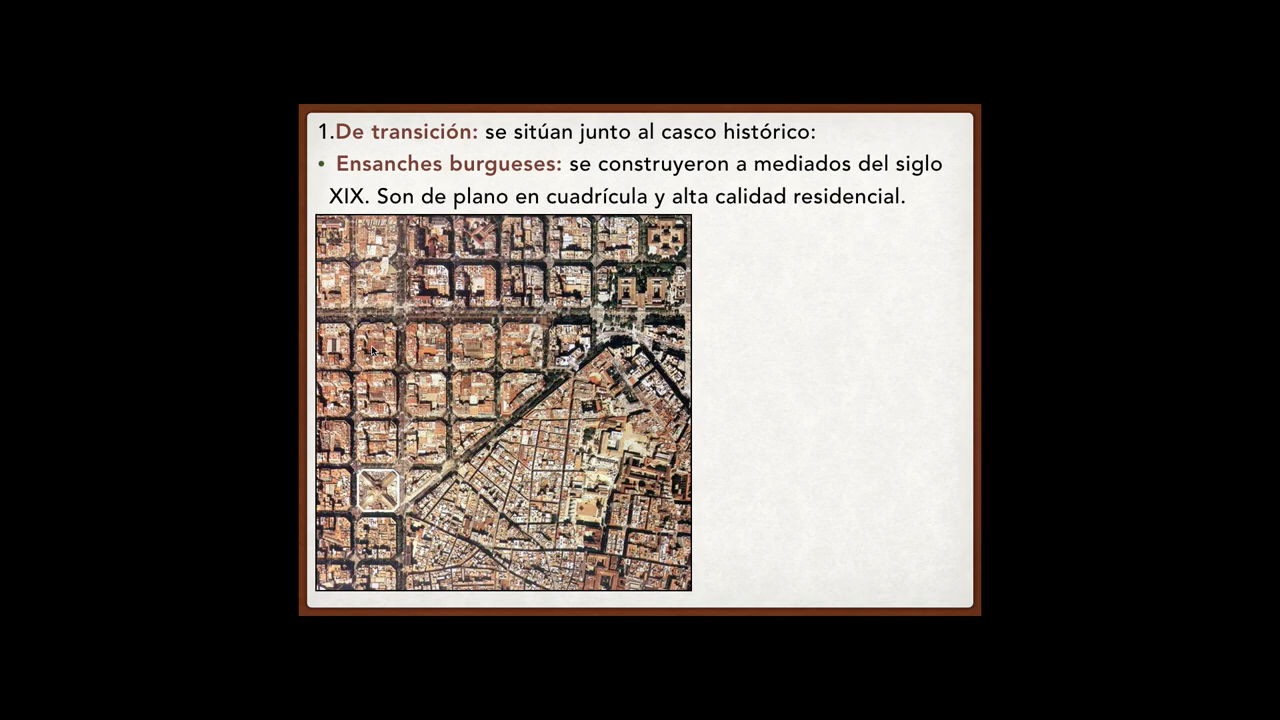 1.De transición: se sitúan junto al casco histórico:
• Ensanches burgueses: se construyeron a mediados del siglo
XIX. Son de plano en cuadrícula y alta calidad residencial.